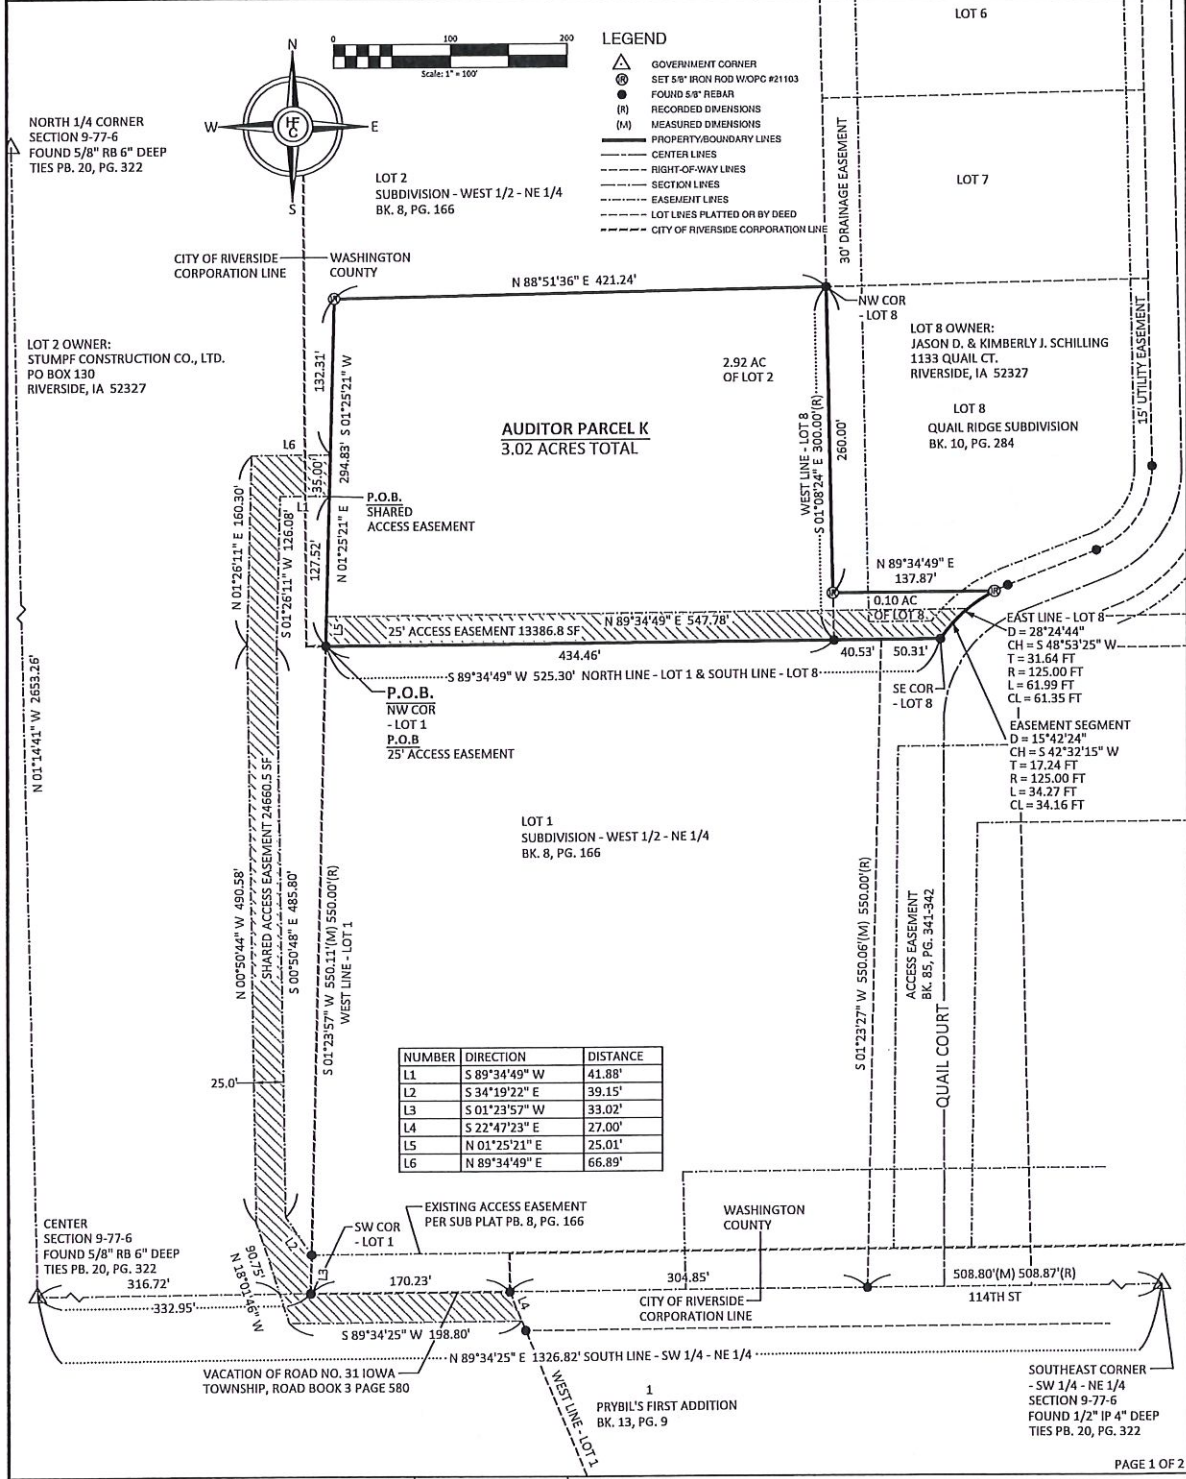 LOT 6
0 100 200
Scale: 1" = 100'
N
W E
S
HFC
LEGEND
GOVERNMENT CORNER
SET 5/8" IRON ROD W/OPC #21103
FOUND 5/8" REBAR
(R) RECORDED DIMENSIONS
(M) MEASURED DIMENSIONS
PROPERTY/BOUNDARY LINES
CENTER LINES
RIGHT-OF-WAY LINES
SECTION LINES
EASEMENT LINES
LOT LINES PLATTED OR BY DEED
CITY OF RIVERSIDE CORPORATION LINE
NORTH 1/4 CORNER
SECTION 9-77-6
FOUND 5/8" RB 6" DEEP
TIES PB. 20, PG. 322
LOT 2
SUBDIVISION - WEST 1/2 - NE 1/4
BK. 8, PG. 166
30' DRAINAGE EASEMENT
LOT 7
CITY OF RIVERSIDE
CORPORATION LINE
WASHINGTON
COUNTY
N 88°51'36" E 421.24'
NW COR
- LOT 8
LOT 2 OWNER:
STUMPF CONSTRUCTION CO., LTD.
PO BOX 130
RIVERSIDE, IA 52327
LOT 8 OWNER:
JASON D. & KIMBERLY J. SCHILLING
1133 QUAIL CT.
RIVERSIDE, IA 52327
15' UTILITY EASEMENT
132.31'
294.83' S 01°25'21" W
2.92 AC
OF LOT 2
LOT 8
QUAIL RIDGE SUBDIVISION
BK. 10, PG. 284
AUDITOR PARCEL K
3.02 ACRES TOTAL
WEST LINE - LOT 8
S 01°08'24" E 300.00'(R)
260.00'
L6
35.00'
L1
P.O.B.
SHARED
ACCESS EASEMENT
N 01°26'11" E 160.30'
S 01°26'11" W 126.08'
127.52'
N 01°25'21" E
N 89°34'49" E
137.87'
0.10 AC
OF LOT 8
L5
25' ACCESS EASEMENT 13386.8 SF
N 89°34'49" E 547.78'
434.46'
40.53' 50.31'
S 89°34'49" W 525.30' NORTH LINE - LOT 1 & SOUTH LINE - LOT 8
EAST LINE - LOT 8
D = 28°24'44"
CH = S 48°53'25" W
T = 31.64 FT
R = 125.00 FT
L = 61.99 FT
CL = 61.35 FT
SE COR
- LOT 8
P.O.B.
NW COR
- LOT 1
P.O.B
25' ACCESS EASEMENT
EASEMENT SEGMENT
D = 15°42'24"
CH = S 42°32'15" W
T = 17.24 FT
R = 125.00 FT
L = 34.27 FT
CL = 34.16 FT
N 01°14'41" W 2653.26'
LOT 1
SUBDIVISION - WEST 1/2 - NE 1/4
BK. 8, PG. 166
N 00°50'44" W 490.58'
SHARED ACCESS EASEMENT 24660.5 SF
S 00°50'48" E 485.80'
S 01°23'57" W 550.11'(M) 550.00'(R)
WEST LINE - LOT 1
S 01°23'27" W 550.06'(M) 550.00'(R)
ACCESS EASEMENT
BK. 85, PG. 341-342
QUAIL COURT
25.0'
NUMBER DIRECTION DISTANCE
L1 S 89°34'49" W 41.88'
L2 S 34°19'22" E 39.15'
L3 S 01°23'57" W 33.02'
L4 S 22°47'23" E 27.00'
L5 N 01°25'21" E 25.01'
L6 N 89°34'49" E 66.89'
EXISTING ACCESS EASEMENT
PER SUB PLAT PB. 8, PG. 166
WASHINGTON
COUNTY
CENTER
SECTION 9-77-6
FOUND 5/8" RB 6" DEEP
TIES PB. 20, PG. 322
SW COR
- LOT 1
L2
L3
90.75'
N 18°01'46" W
316.72'
332.95'
170.23'
L4
304.85'
508.80'(M) 508.87'(R)
114TH ST
CITY OF RIVERSIDE
CORPORATION LINE
S 89°34'25" W 198.80'
N 89°34'25" E 1326.82' SOUTH LINE - SW 1/4 - NE 1/4
VACATION OF ROAD NO. 31 IOWA
TOWNSHIP, ROAD BOOK 3 PAGE 580
WEST LINE - LOT 1
1
PRYBIL'S FIRST ADDITION
BK. 13, PG. 9
SOUTHEAST CORNER
- SW 1/4 - NE 1/4
SECTION 9-77-6
FOUND 1/2" IP 4" DEEP
TIES PB. 20, PG. 322
PAGE 1 OF 2